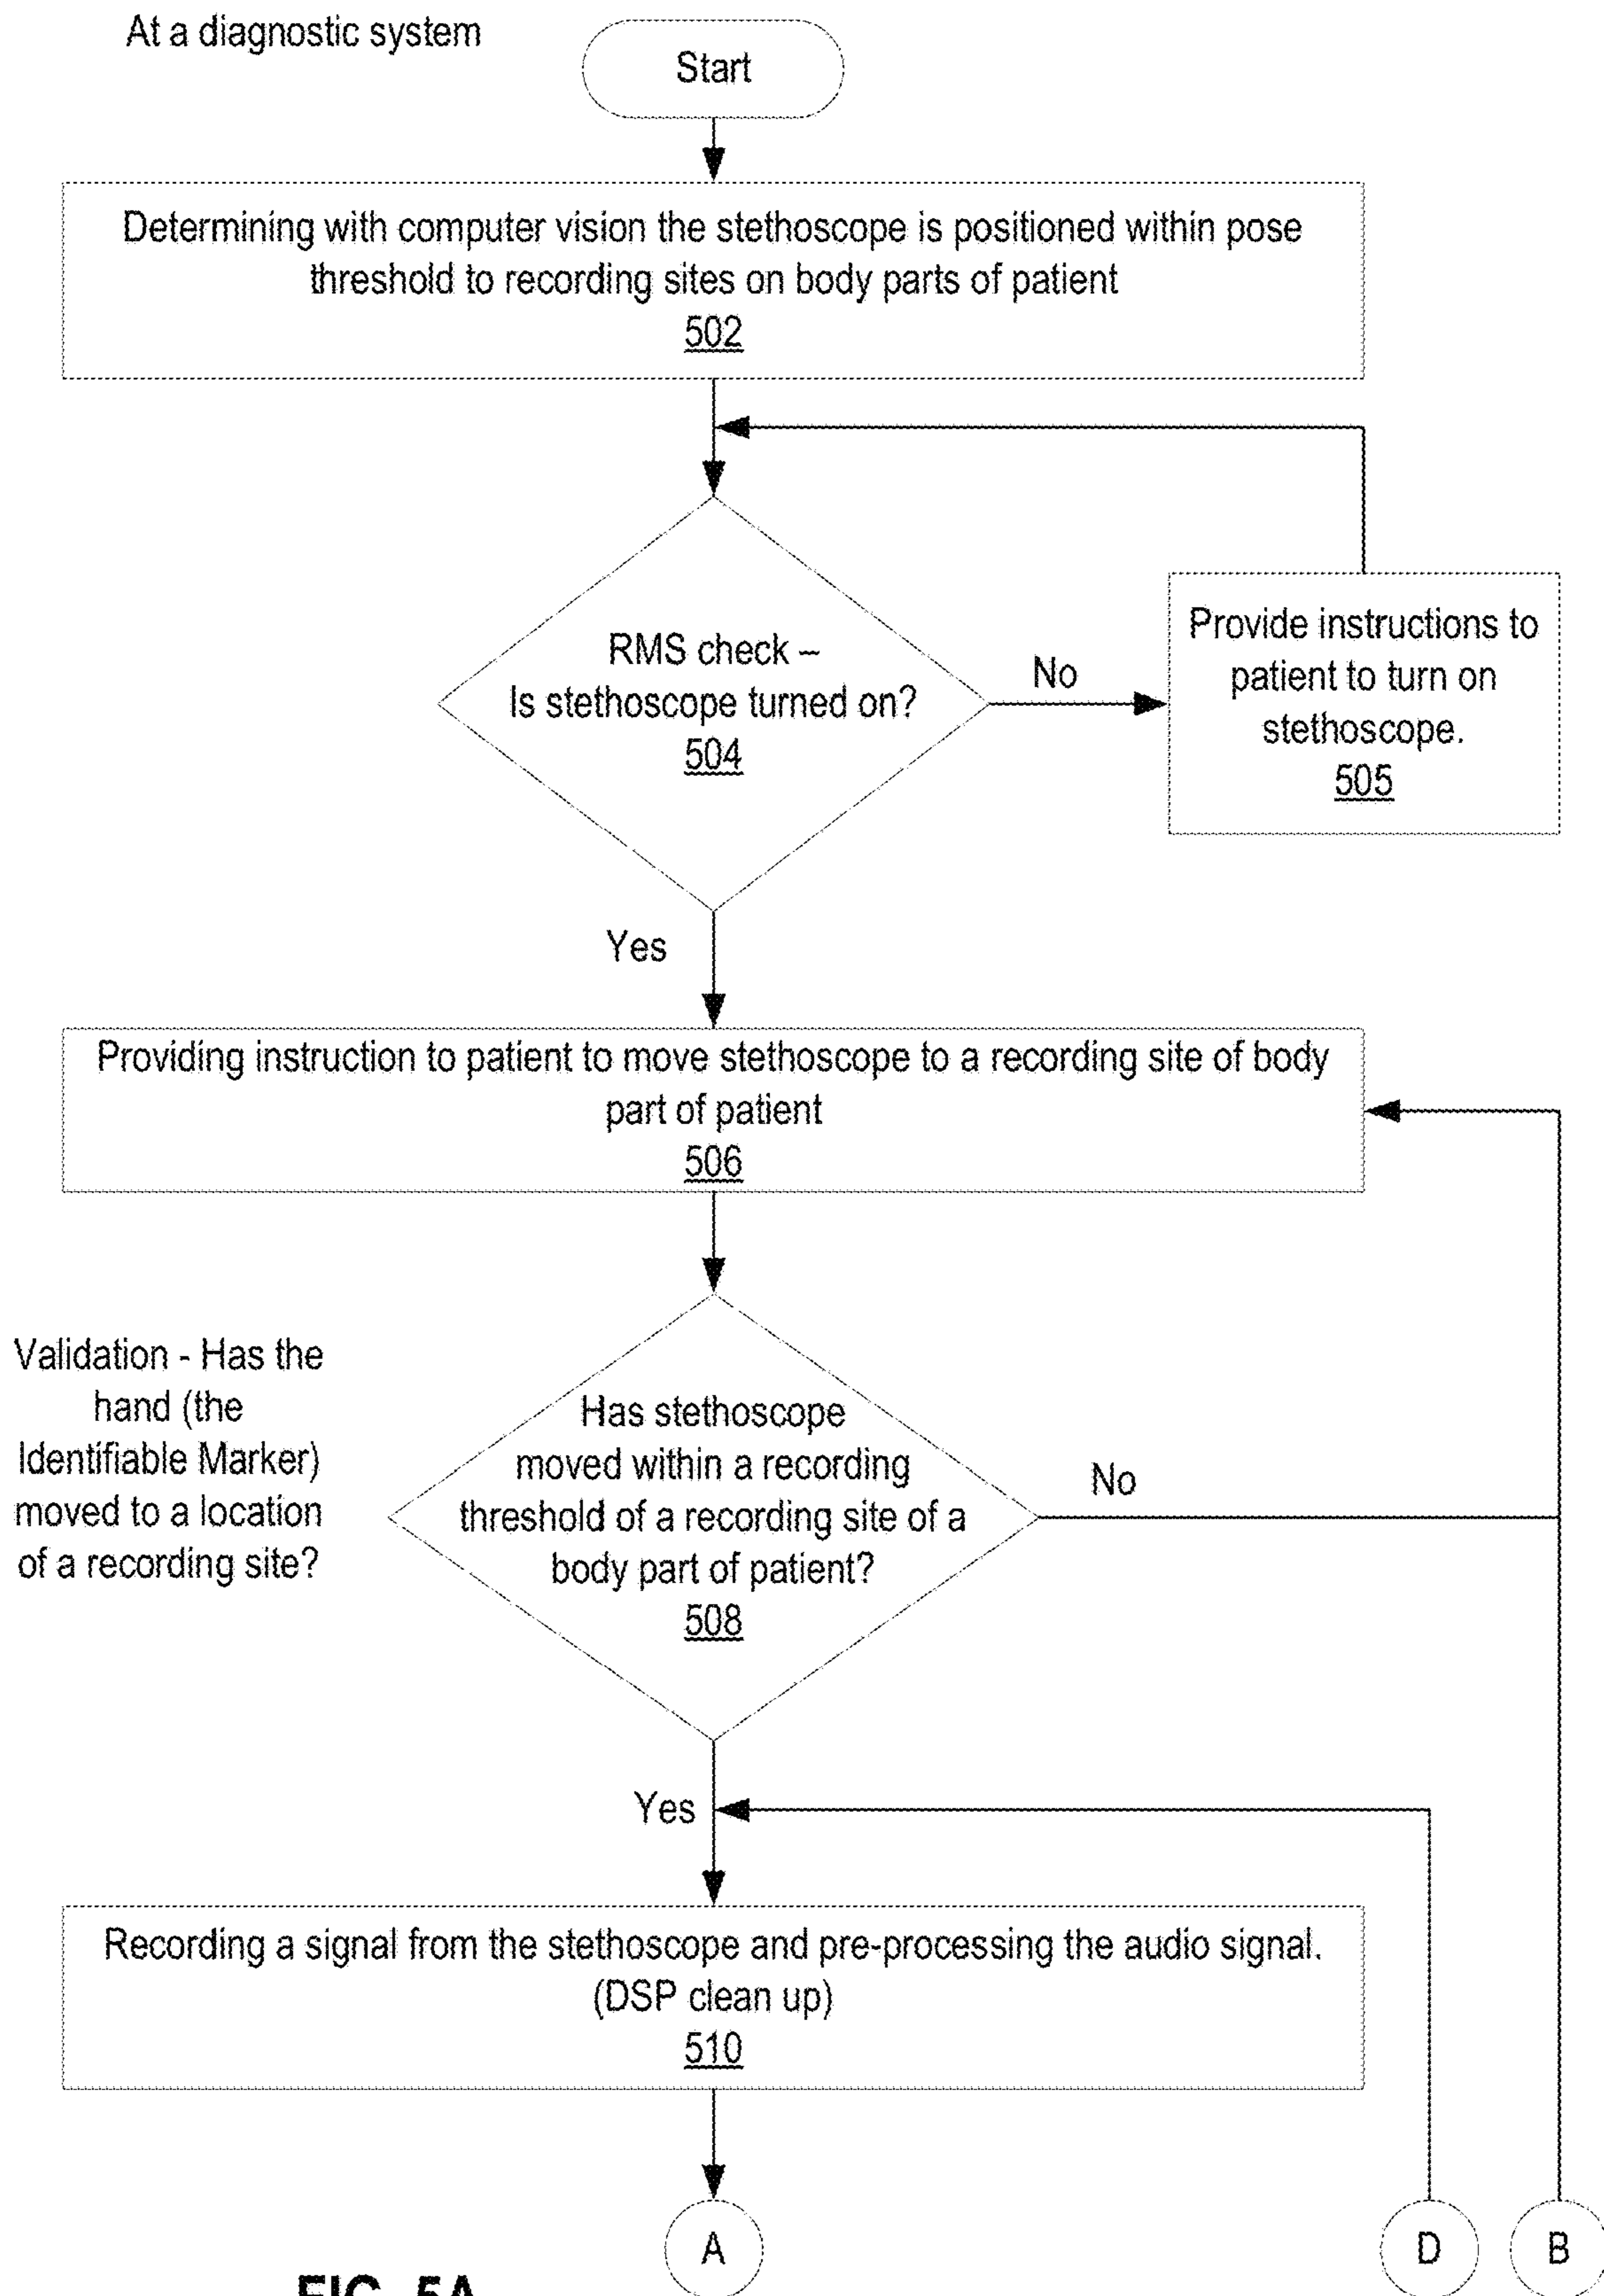 At a diagnostic system
Start
Determining with computer vision the stethoscope is positioned within pose
threshold to recording sites on body parts of patient
502
RMS check –
Is stethoscope turned on?
504
No
Provide instructions to
patient to turn on
stethoscope.
505
Yes
Providing instruction to patient to move stethoscope to a recording site of body
part of patient
506
Validation - Has the
hand (the
Identifiable Marker)
moved to a location
of a recording site?
Has stethoscope
moved within a recording
threshold of a recording site of a
body part of patient?
508
No
Yes
Recording a signal from the stethoscope and pre-processing the audio signal.
(DSP clean up)
510
A
D
B
FIG. 5A